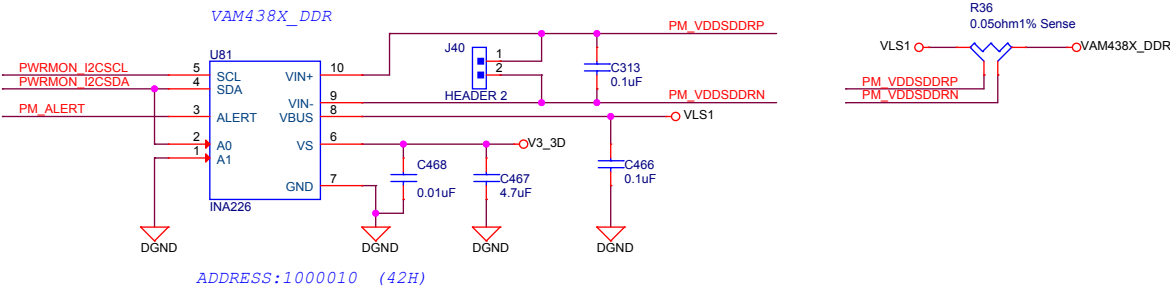 VAM438X_DDR
R36
0.05ohm1% Sense
PM_VDDSDDRP
VLS1
VAM438X_DDR
U81
J40
1
2
HEADER 2
C313
0.1uF
PWRMON_I2CSCL
5
SCL
VIN+
10
PWRMON_I2CSDA
4
SDA
PM_VDDSDDRP
PM_VDDSDDRN
9
VIN-
PM_VDDSDDRN
PM_ALERT
3
ALERT
VBUS
8
VLS1
2
A0
VS
6
V3_3D
1
A1
C468
0.01uF
C467
4.7uF
C466
0.1uF
GND
7
INA226
DGND
DGND
DGND
DGND
ADDRESS:1000010 (42H)